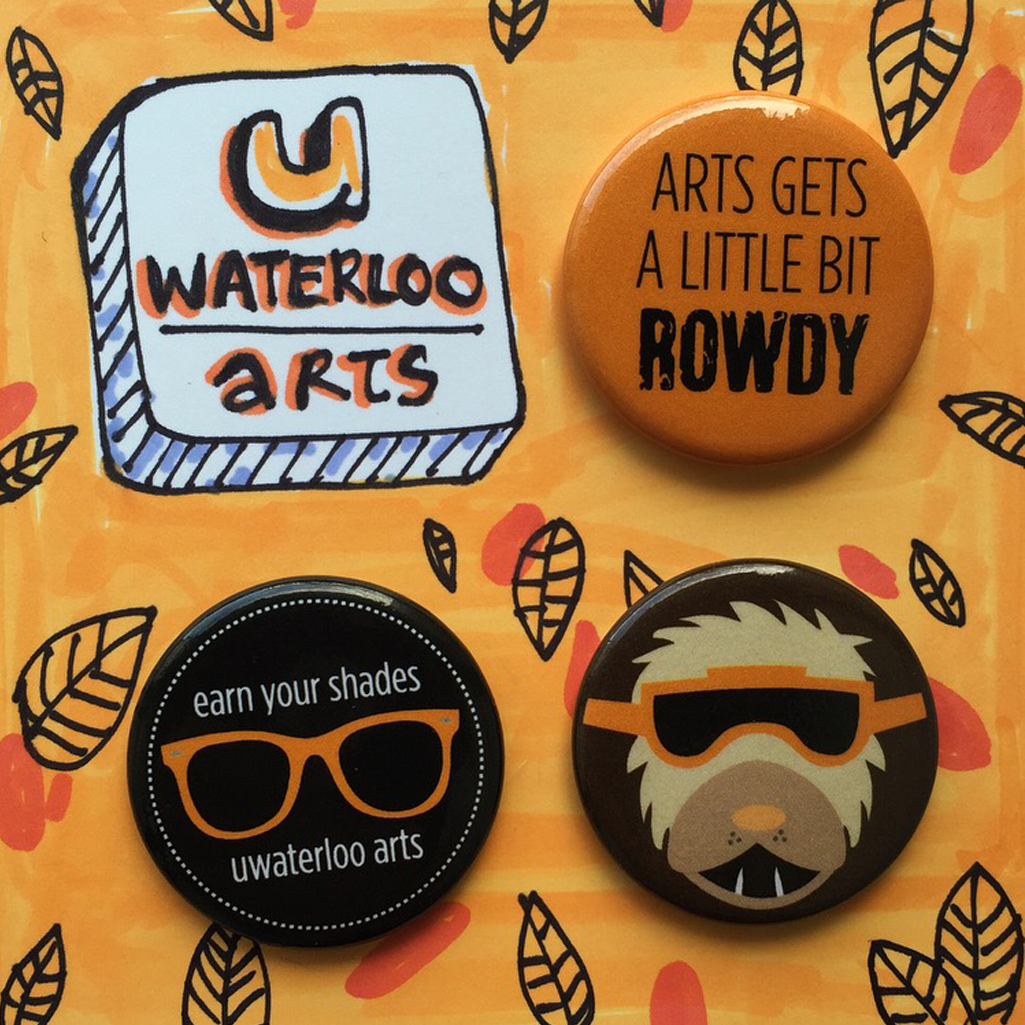 u
WATERLOO
aRTS
ARTS GETS
A LITTLE BIT
ROWDY
earn your shades
uwaterloo arts